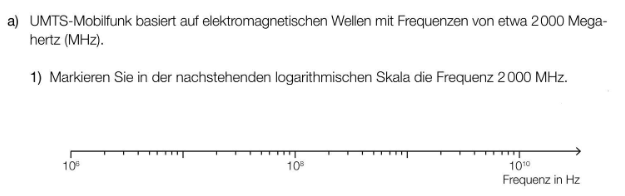 a) UMTS-Mobilfunk basiert auf elektromagnetischen Wellen mit Frequenzen von etwa 2000 Mega-
hertz (MHz).
1) Markieren Sie in der nachstehenden logarithmischen Skala die Frequenz 2000 MHz.
10⁶ 10⁸ 10¹⁰
Frequenz in Hz